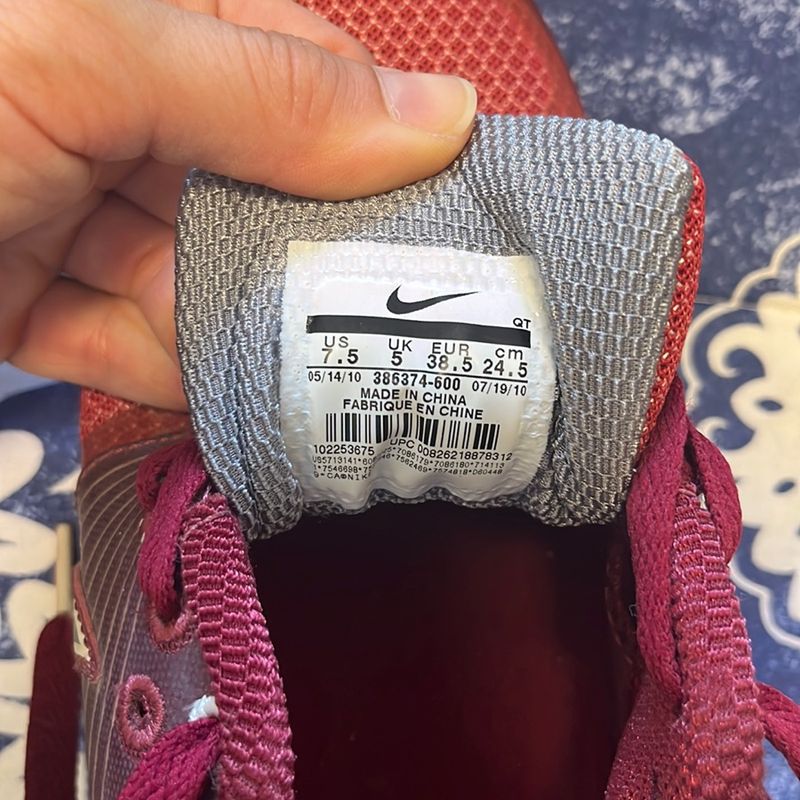 QT
US UK EUR cm
7.5 5 38.5 24.5
05/14/10 386374-600 07/19/10
MADE IN CHINA
FABRIQUE EN CHINE
102253675 UPC 00826218878312